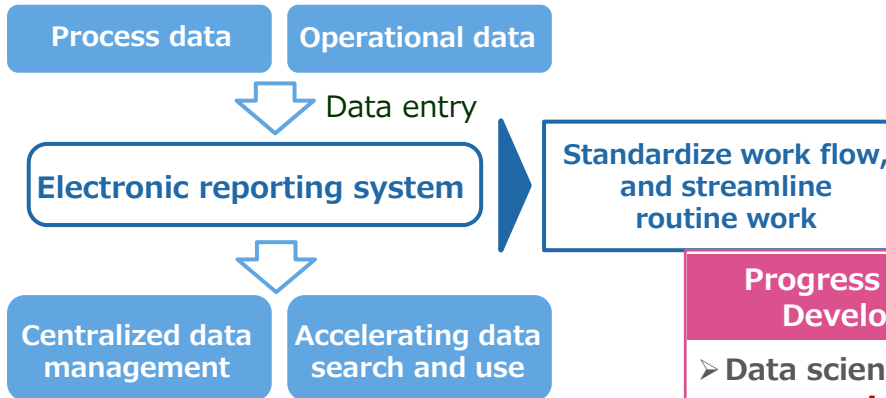 Process data
Operational data
Data entry
Electronic reporting system
Standardize work flow,
and streamline
routine work
Centralized data
management
Accelerating data
search and use
Progress
Develo
➢ Data scien